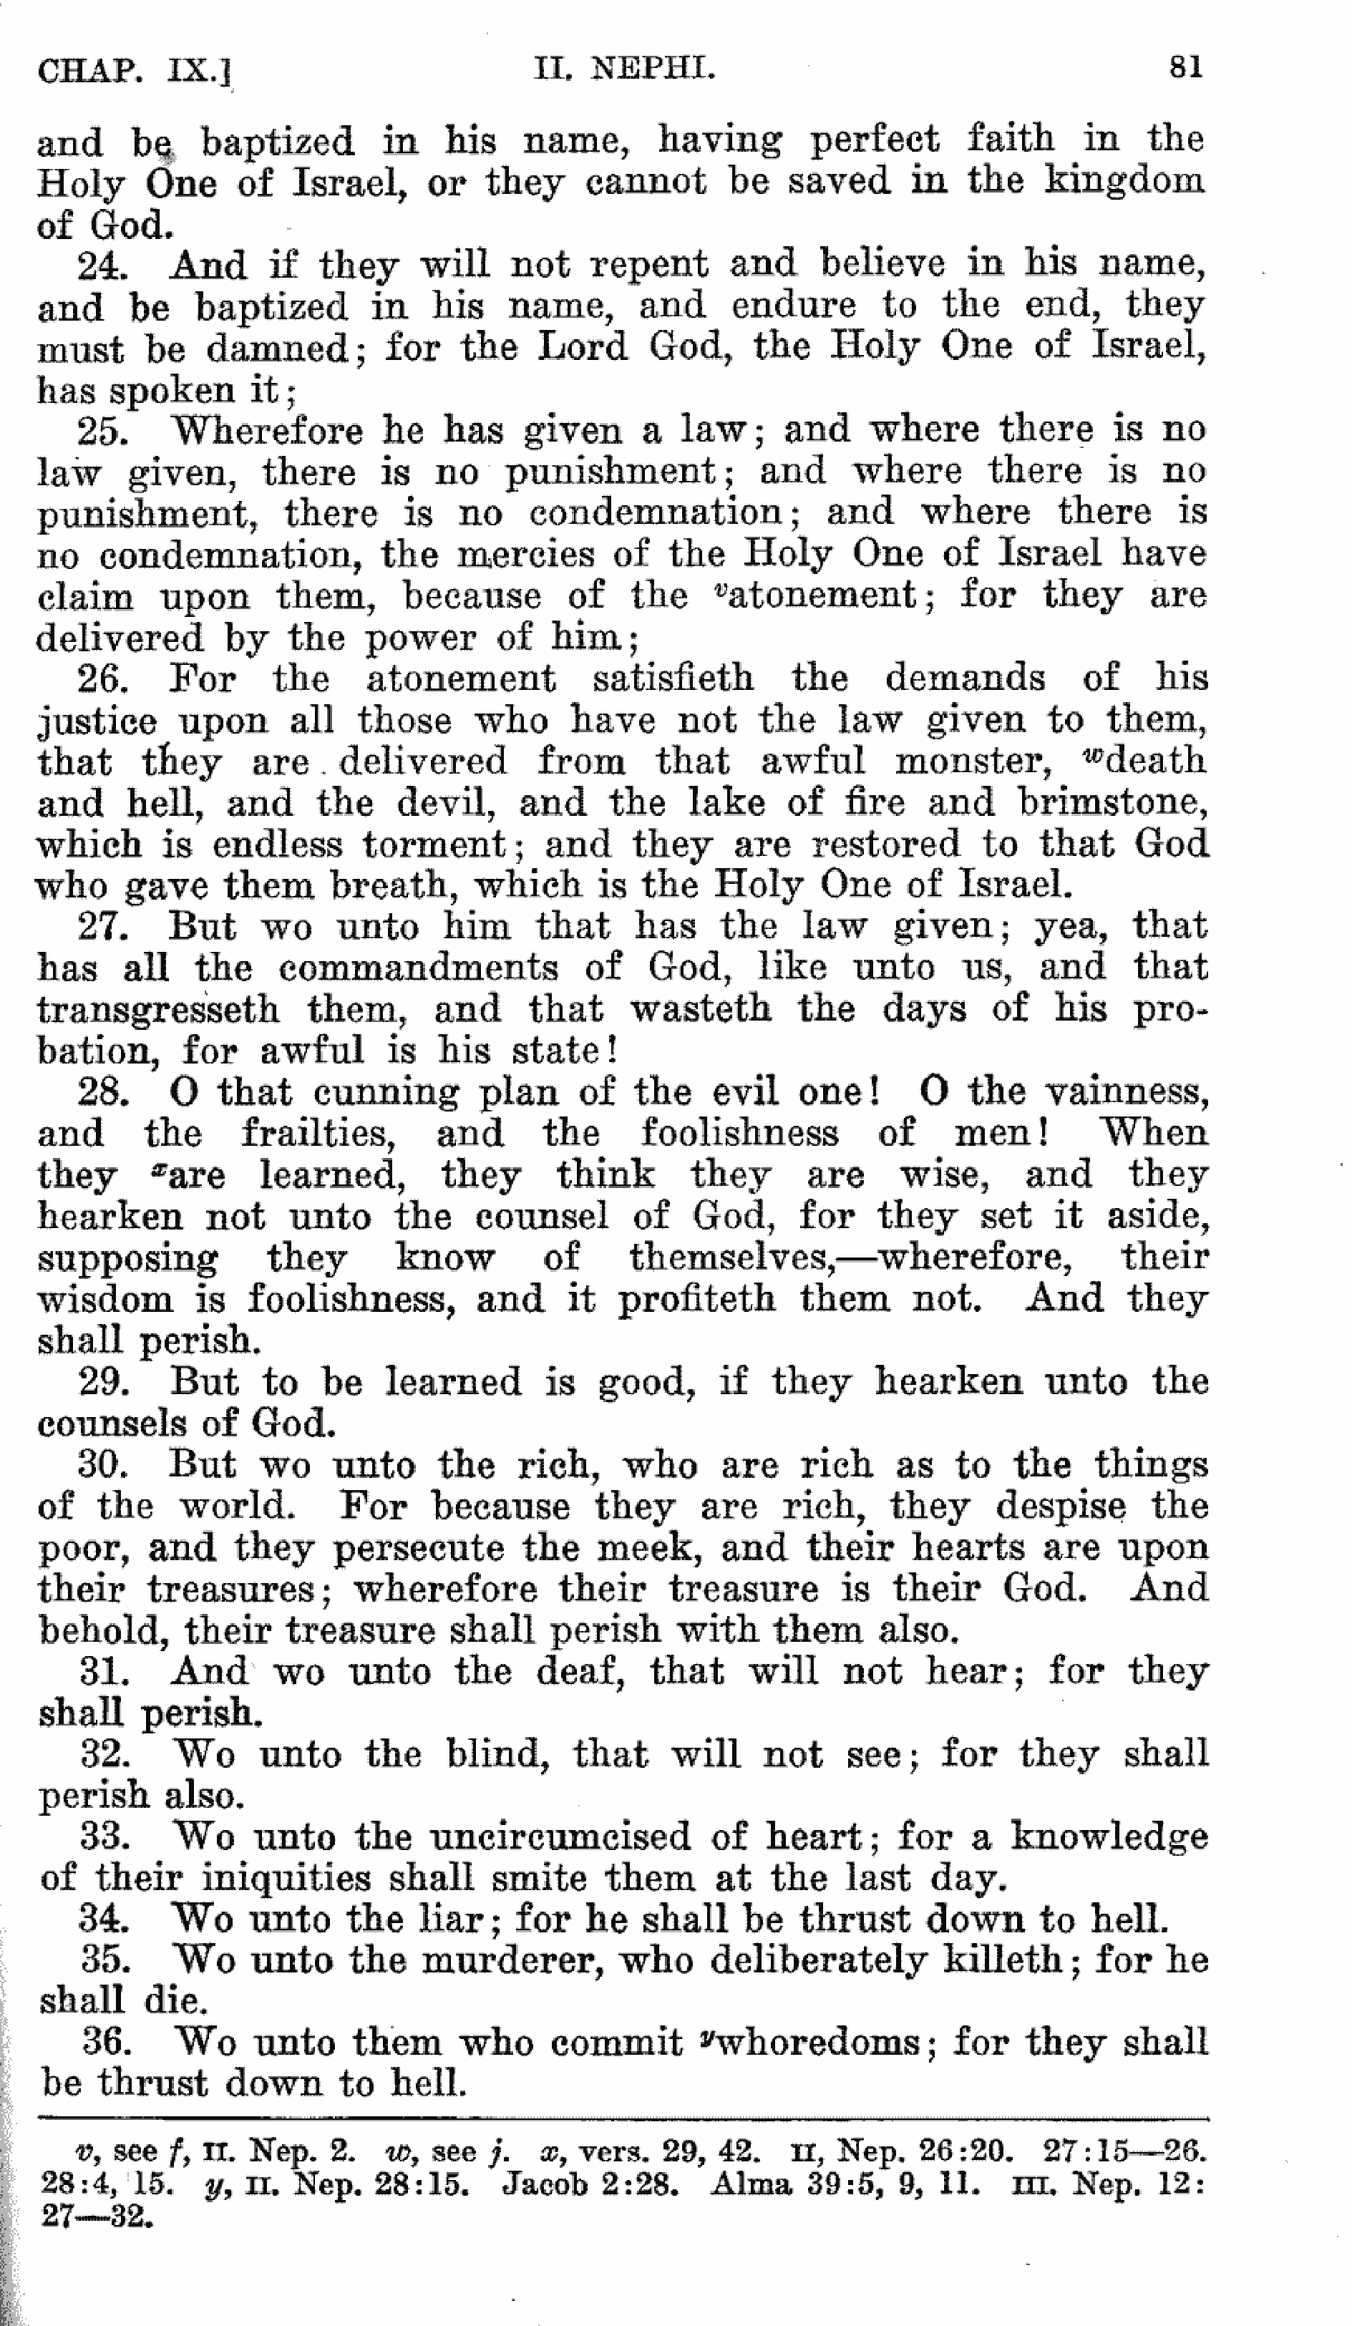 CHAP. IX.] II. NEPHI. 81
and be baptized in his name, having perfect faith in the
Holy One of Israel, or they cannot be saved in the kingdom
of God.
24. And if they will not repent and believe in his name,
and be baptized in his name, and endure to the end, they
must be damned; for the Lord God, the Holy One of Israel,
has spoken it;
25. Wherefore he has given a law; and where there is no
law given, there is no punishment; and where there is no
punishment, there is no condemnation; and where there is
no condemnation, the mercies of the Holy One of Israel have
claim upon them, because of the vatonement; for they are
delivered by the power of him;
26. For the atonement satisfieth the demands of his
justice upon all those who have not the law given to them,
that they are delivered from that awful monster, wdeath
and hell, and the devil, and the lake of fire and brimstone,
which is endless torment; and they are restored to that God
who gave them breath, which is the Holy One of Israel.
27. But wo unto him that has the law given; yea, that
has all the commandments of God, like unto us, and that
transgresseth them, and that wasteth the days of his pro-
bation, for awful is his state!
28. O that cunning plan of the evil one! O the vainness,
and the frailties, and the foolishness of men! When
they xare learned, they think they are wise, and they
hearken not unto the counsel of God, for they set it aside,
supposing they know of themselves,—wherefore, their
wisdom is foolishness, and it profiteth them not. And they
shall perish.
29. But to be learned is good, if they hearken unto the
counsels of God.
30. But wo unto the rich, who are rich as to the things
of the world. For because they are rich, they despise the
poor, and they persecute the meek, and their hearts are upon
their treasures; wherefore their treasure is their God. And
behold, their treasure shall perish with them also.
31. And wo unto the deaf, that will not hear; for they
shall perish.
32. Wo unto the blind, that will not see; for they shall
perish also.
33. Wo unto the uncircumcised of heart; for a knowledge
of their iniquities shall smite them at the last day.
34. Wo unto the liar; for he shall be thrust down to hell.
35. Wo unto the murderer, who deliberately killeth; for he
shall die.
36. Wo unto them who commit ywhoredoms; for they shall
be thrust down to hell.
v, see f, II. Nep. 2. w, see j. x, vers. 29, 42. II, Nep. 26:20. 27:15—26.
28:4, 15. y, II. Nep. 28:15. Jacob 2:28. Alma 39:5, 9, 11. III. Nep. 12:
27—32.